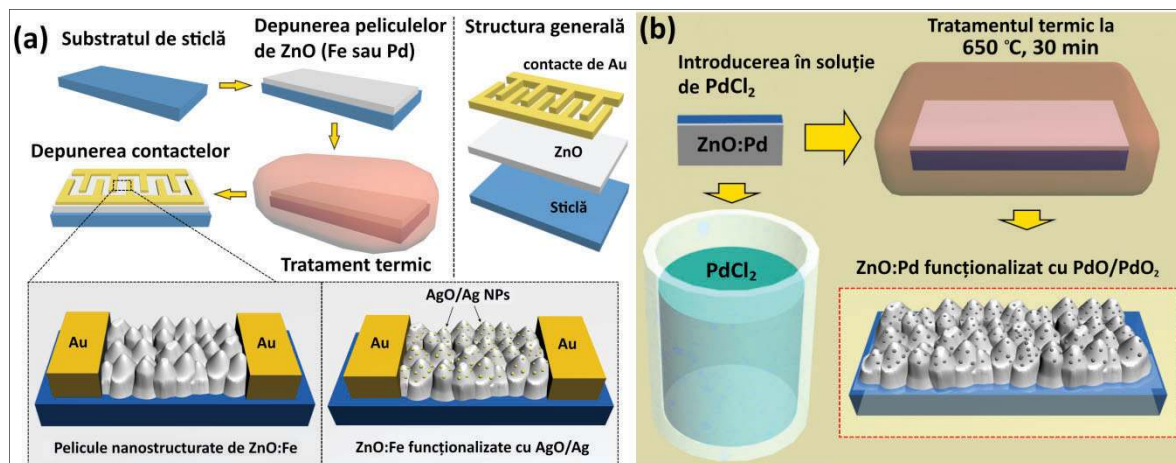 (a)
Substratul de sticlă
Depunerea peliculelor
de ZnO (Fe sau Pd)
Structura generală
contacte de Au
ZnO
Sticlă
Depunerea contactelor
Tratament termic
AgO/Ag NPs
Au
Au
Au
Au
Pelicule nanostructurate de ZnO:Fe
ZnO:Fe funcționalizate cu AgO/Ag
(b)
Tratamentul termic la
650 °C, 30 min
Introducerea în soluție
de PdCl₂
ZnO:Pd
PdCl₂
ZnO:Pd funcționalizat cu PdO/PdO₂